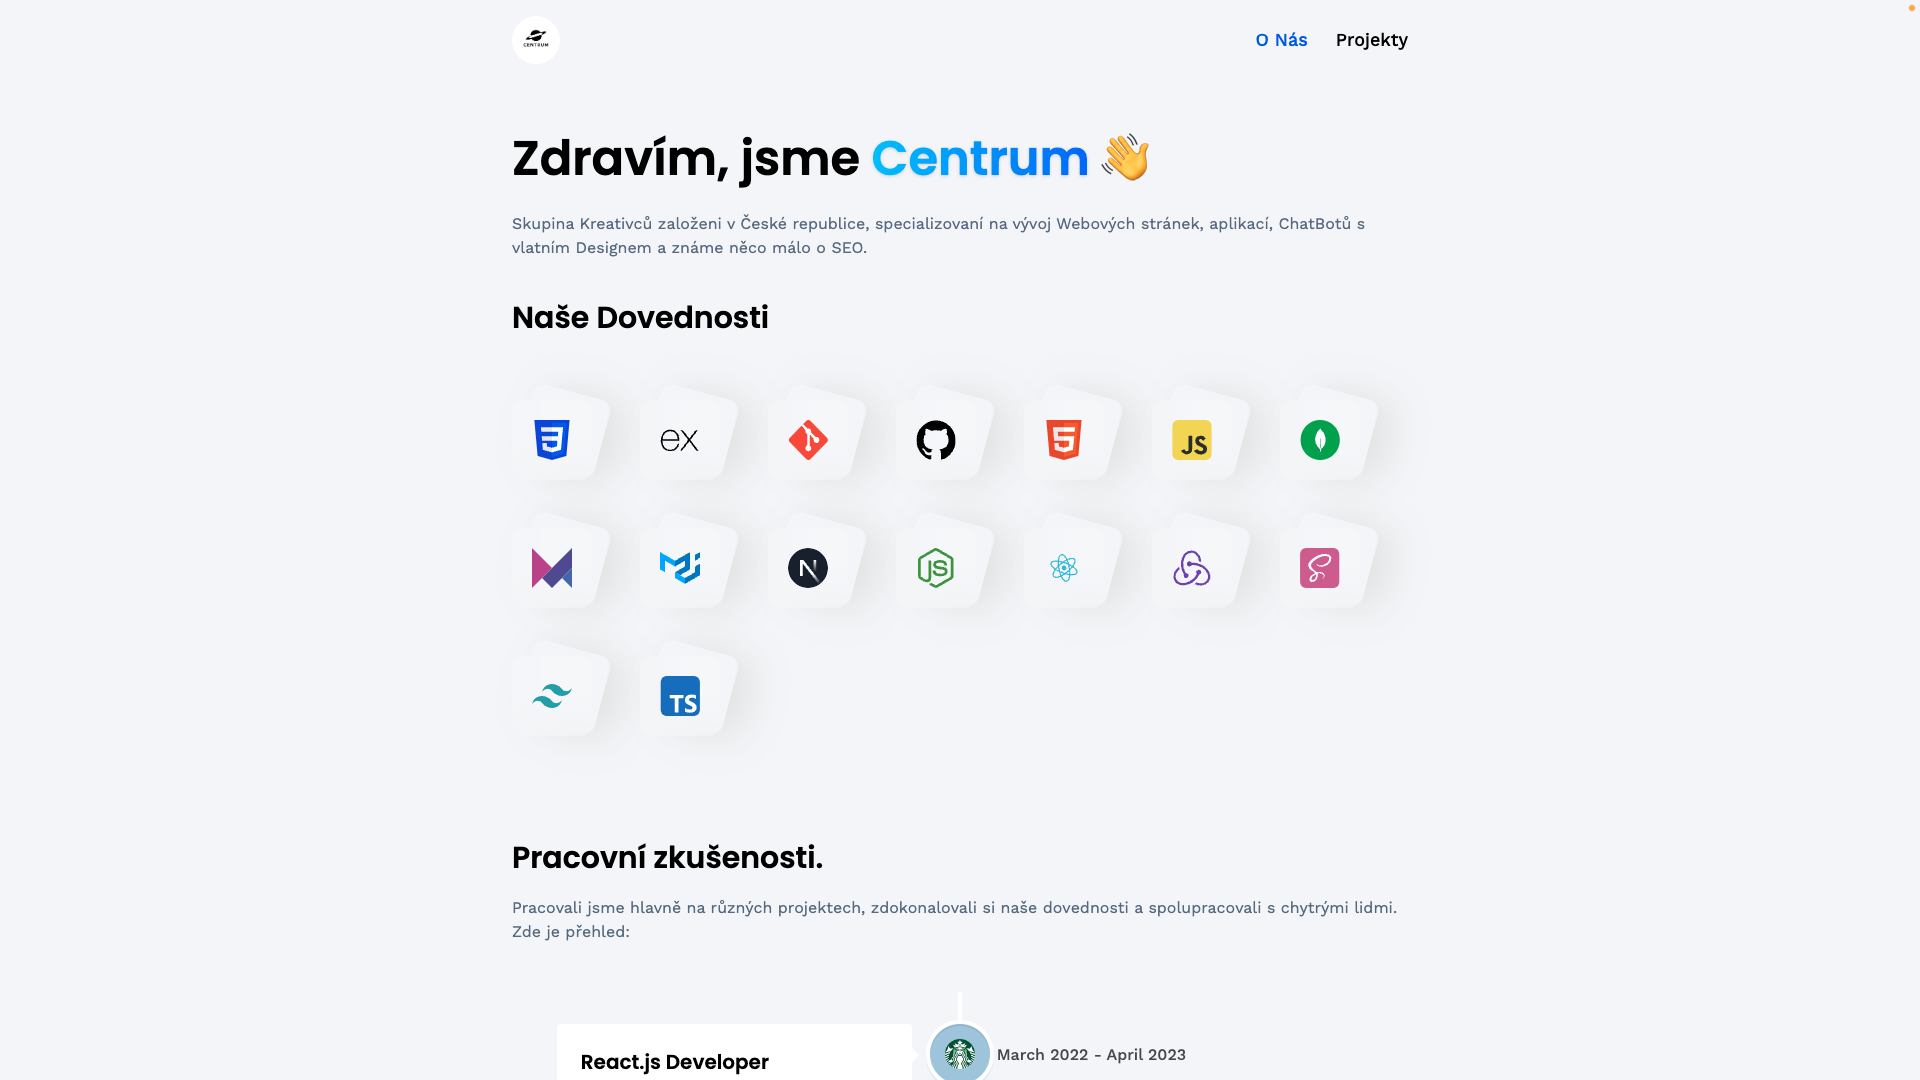 CENTRUM
O Nás
Projekty
Zdravím, jsme Centrum 👋
Skupina Kreativců založeni v České republice, specializovaní na vývoj Webových stránek, aplikací, ChatBotů s
vlatním Designem a známe něco málo o SEO.
Naše Dovednosti
ex
JS
N
JS
S
TS
Pracovní zkušenosti.
Pracovali jsme hlavně na různých projektech, zdokonalovali si naše dovednosti a spolupracovali s chytrými lidmi.
Zde je přehled:
React.js Developer
March 2022 - April 2023